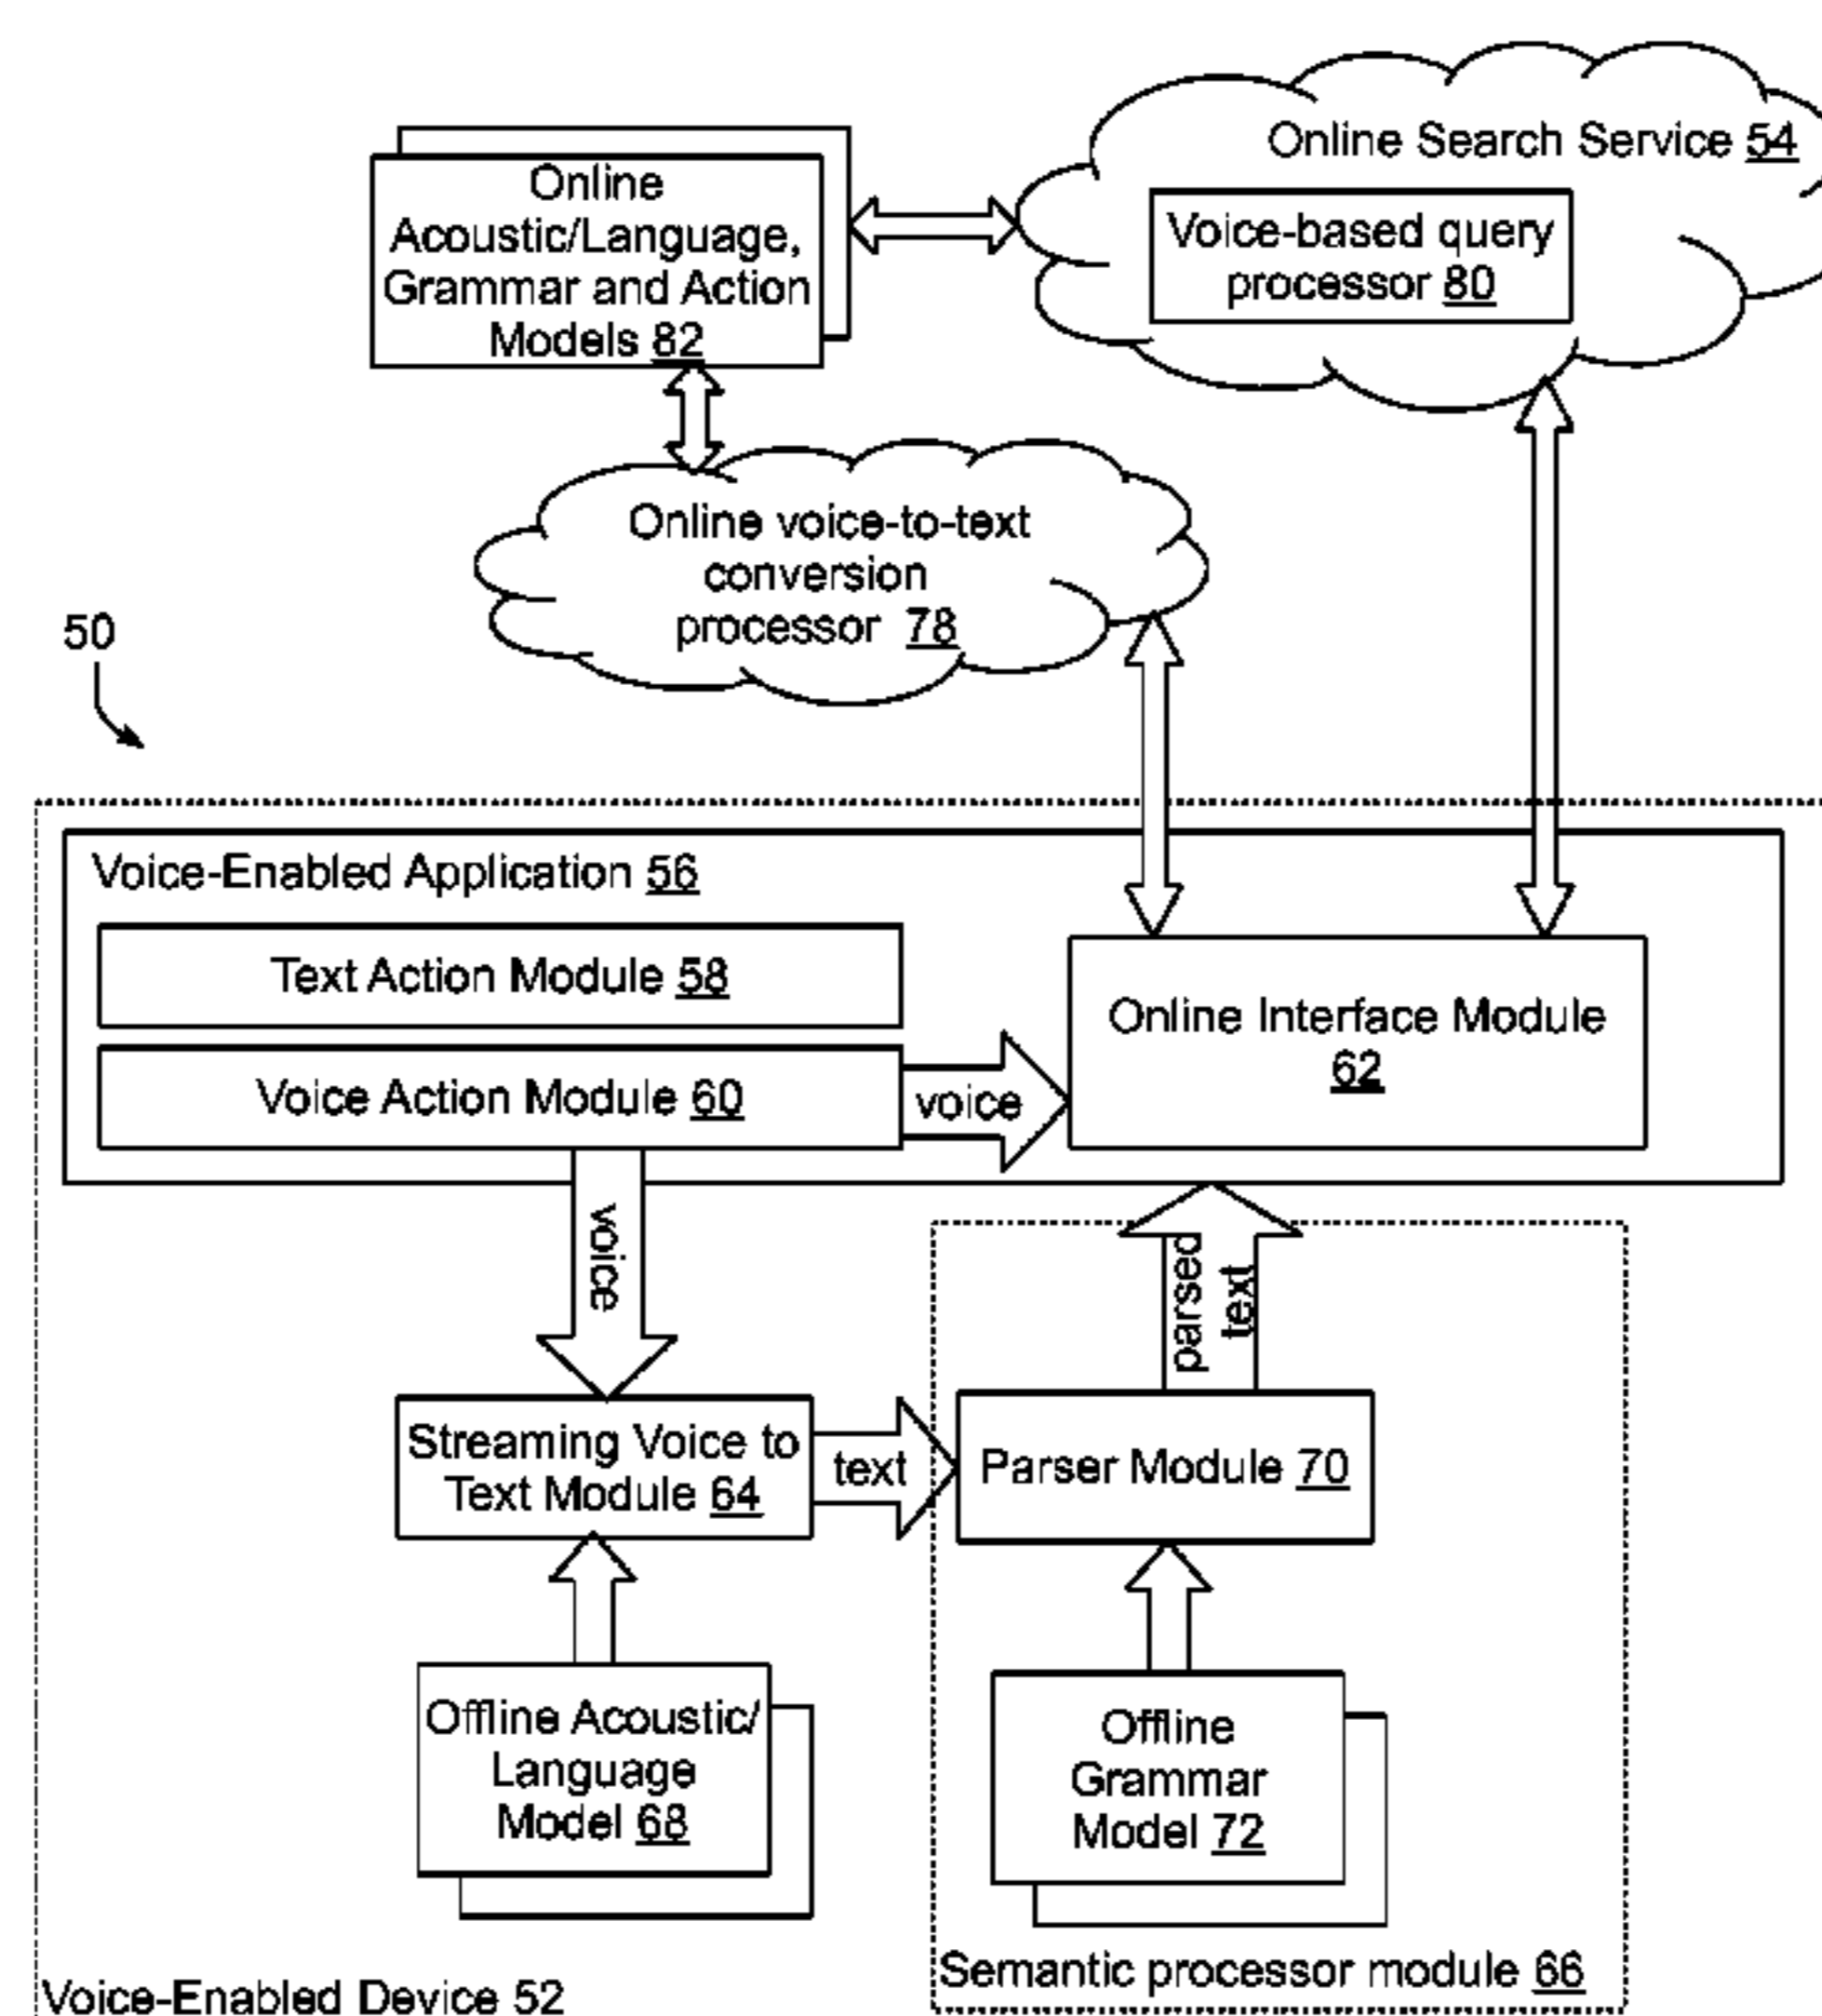 Online Search Service 54
Voice-based query
processor 80
Online
Acoustic/Language,
Grammar and Action
Models 82
Online voice-to-text
conversion
processor 78
50
Voice-Enabled Application 56
Text Action Module 58
Voice Action Module 60
voice
Online Interface Module
62
voice
parsed
text
Streaming Voice to
Text Module 64
text
Parser Module 70
Offline Acoustic/
Language
Model 68
Offline
Grammar
Model 72
Semantic processor module 66
Voice-Enabled Device 52